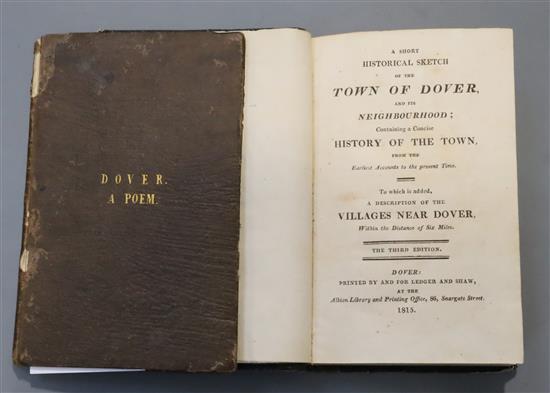 DOVER.
A POEM.
A SHORT
HISTORICAL SKETCH
OF THE
TOWN OF DOVER,
AND ITS
NEIGHBOURHOOD;
Containing a Concise
HISTORY OF THE TOWN,
FROM THE
Earliest Accounts to the present Time.
To which is added,
A DESCRIPTION OF THE
VILLAGES NEAR DOVER,
Within the Distance of Six Miles.
THE THIRD EDITION.
DOVER:
PRINTED BY AND FOR LEDGER AND SHAW,
AT THE
Albion Library and Printing Office, 86, Snargate Street.
1815.